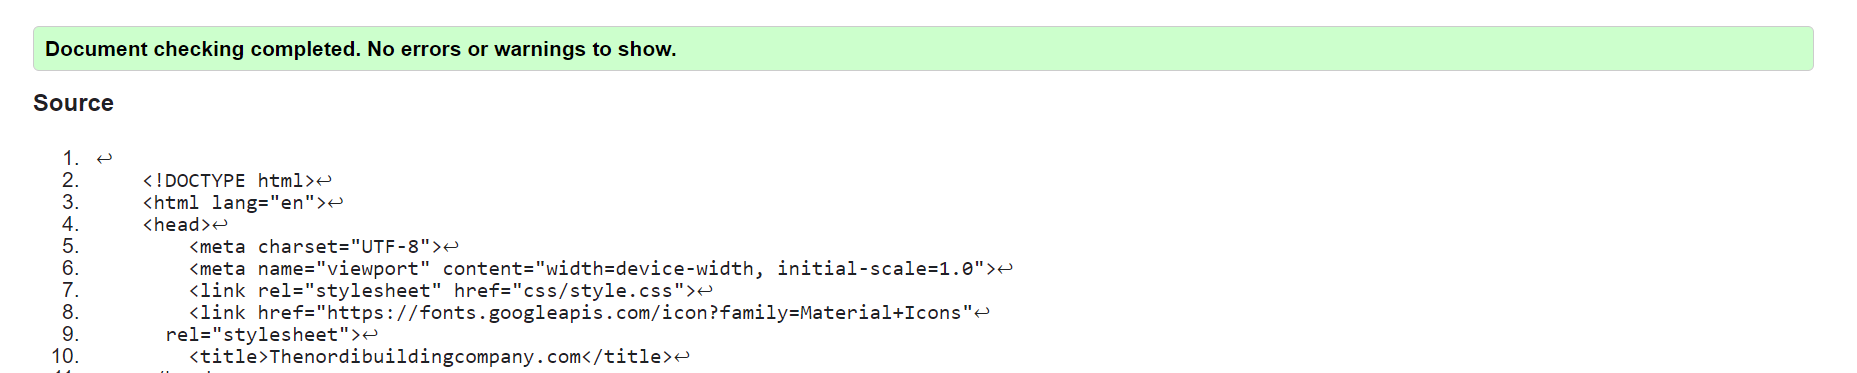 Document checking completed. No errors or warnings to show.
Source
1. ↩
2. <!DOCTYPE html>↩
3. <html lang="en">↩
4. <head>↩
5. <meta charset="UTF-8">↩
6. <meta name="viewport" content="width=device-width, initial-scale=1.0">↩
7. <link rel="stylesheet" href="css/style.css">↩
8. <link href="https://fonts.googleapis.com/icon?family=Material+Icons"↩
9. rel="stylesheet">↩
10. <title>Thenordibuildingcompany.com</title>↩